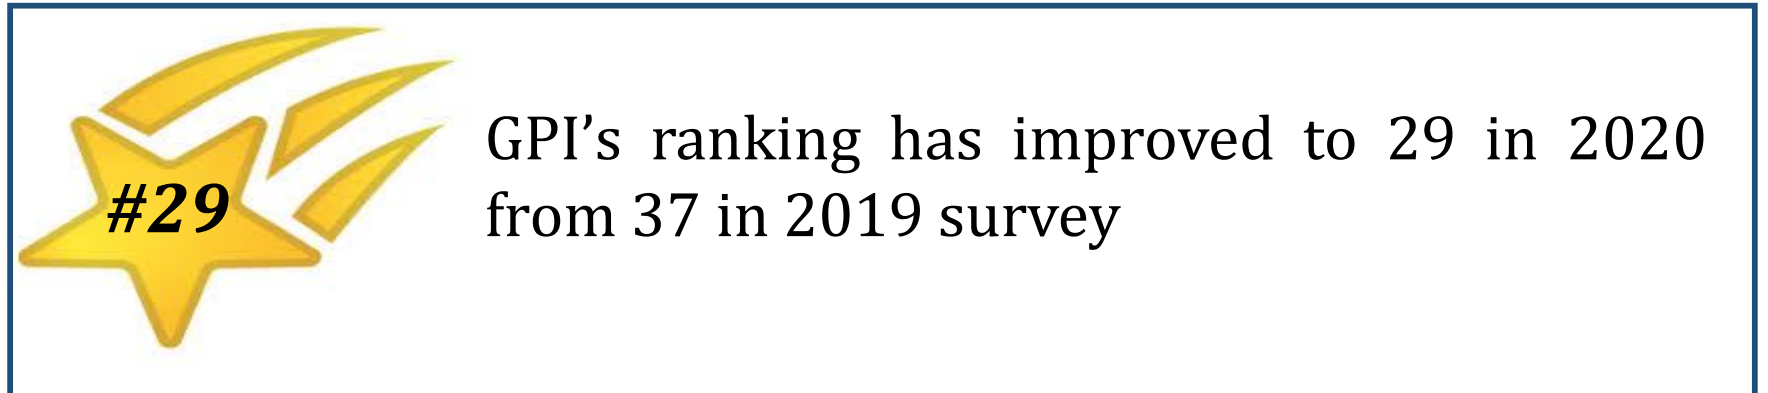 #29
GPI’s ranking has improved to 29 in 2020
from 37 in 2019 survey